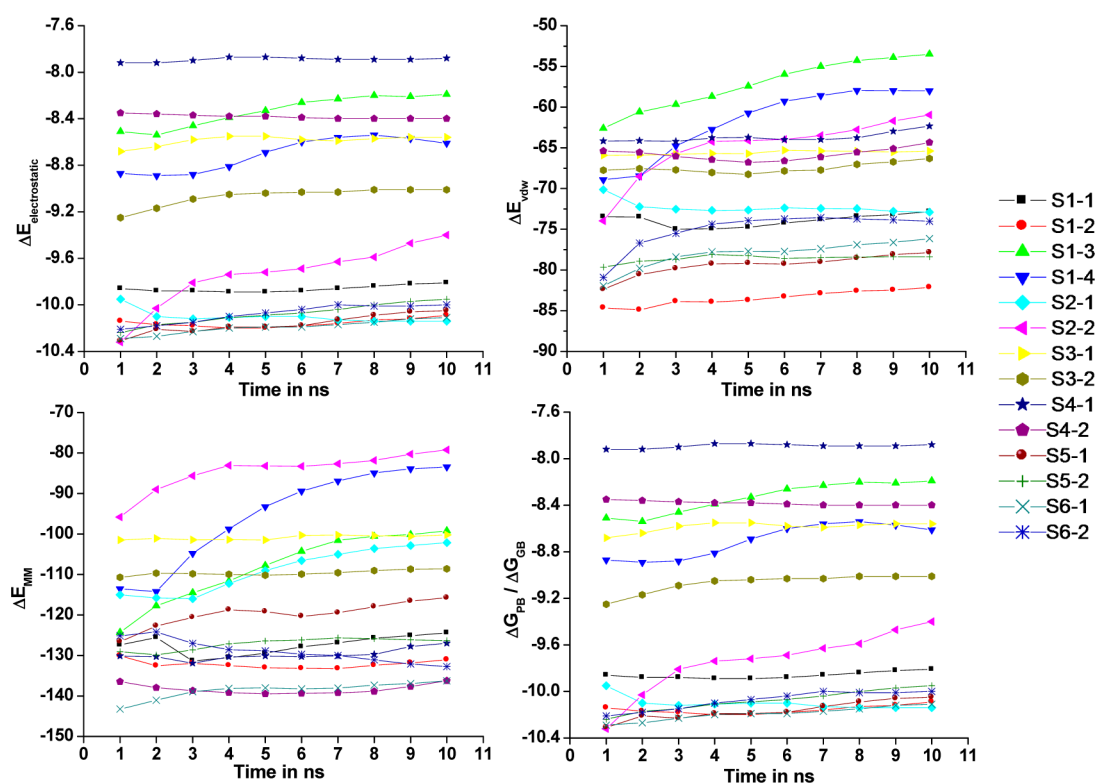 -7.6
-8.0
-8.4
-8.8
-9.2
-9.6
-10.0
-10.4
ΔE_electrostatic
0 1 2 3 4 5 6 7 8 9 10 11
Time in ns
-50
-55
-60
-65
-70
-75
-80
-85
-90
ΔE_vdw
0 1 2 3 4 5 6 7 8 9 10 11
Time in ns
-70
-80
-90
-100
-110
-120
-130
-140
-150
ΔE_MM
0 1 2 3 4 5 6 7 8 9 10 11
Time in ns
-7.6
-8.0
-8.4
-8.8
-9.2
-9.6
-10.0
-10.4
ΔG_PB / ΔG_GB
0 1 2 3 4 5 6 7 8 9 10 11
Time in ns
S1-1
S1-2
S1-3
S1-4
S2-1
S2-2
S3-1
S3-2
S4-1
S4-2
S5-1
S5-2
S6-1
S6-2